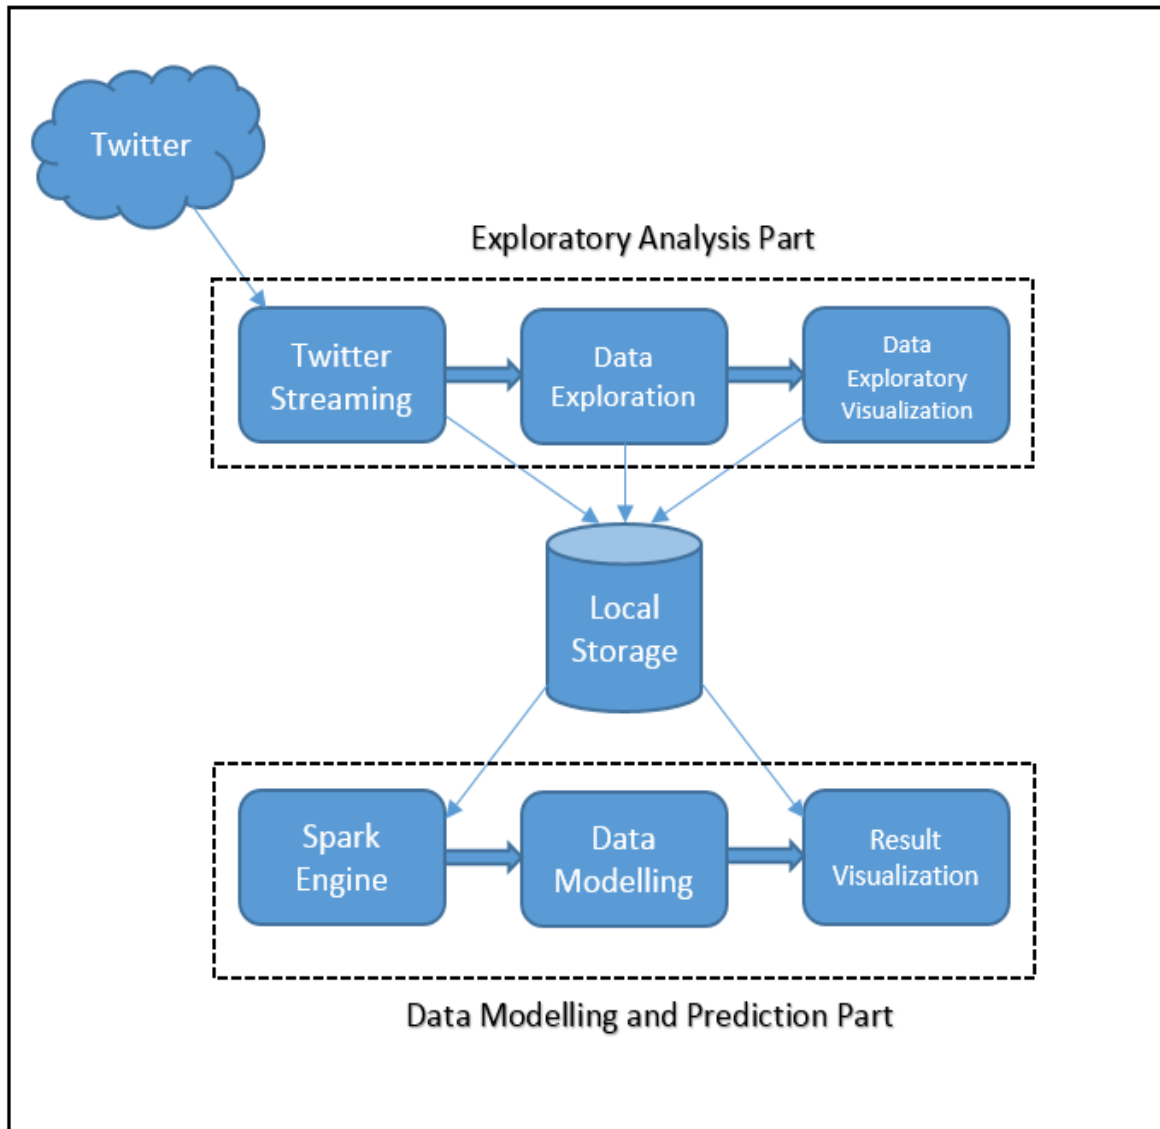 Twitter
Exploratory Analysis Part
Twitter
Streaming
Data
Exploration
Data
Exploratory
Visualization
Local
Storage
Spark
Engine
Data
Modelling
Result
Visualization
Data Modelling and Prediction Part